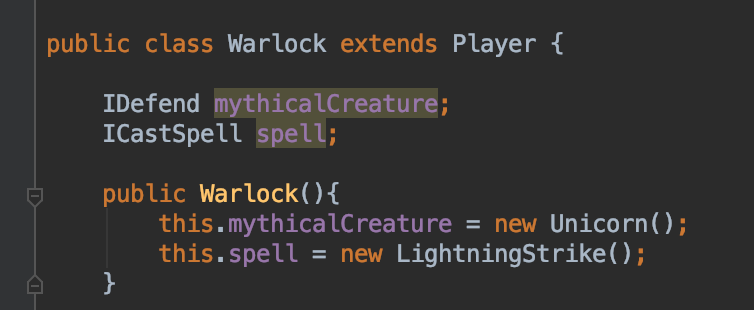 public class Warlock extends Player {
IDefend mythicalCreature;
ICastSpell spell;
public Warlock(){
this.mythicalCreature = new Unicorn();
this.spell = new LightningStrike();
}